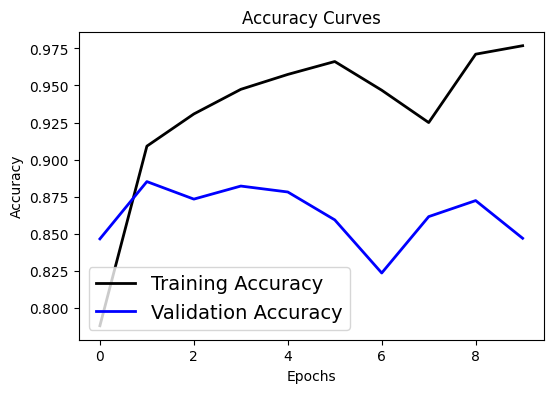 Accuracy Curves
Accuracy
0.975
0.950
0.925
0.900
0.875
0.850
0.825
0.800
Training Accuracy
Validation Accuracy
0 2 4 6 8
Epochs